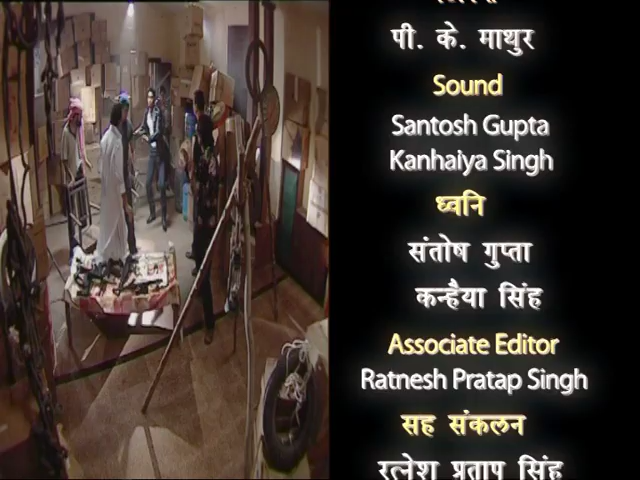 पी. के. माथुर
Sound
Santosh Gupta
Kanhaiya Singh
ध्वनि
संतोष गुप्ता
कन्हैया सिंह
Associate Editor
Ratnesh Pratap Singh
सह संकलन
रत्नेश प्रताप सिंह